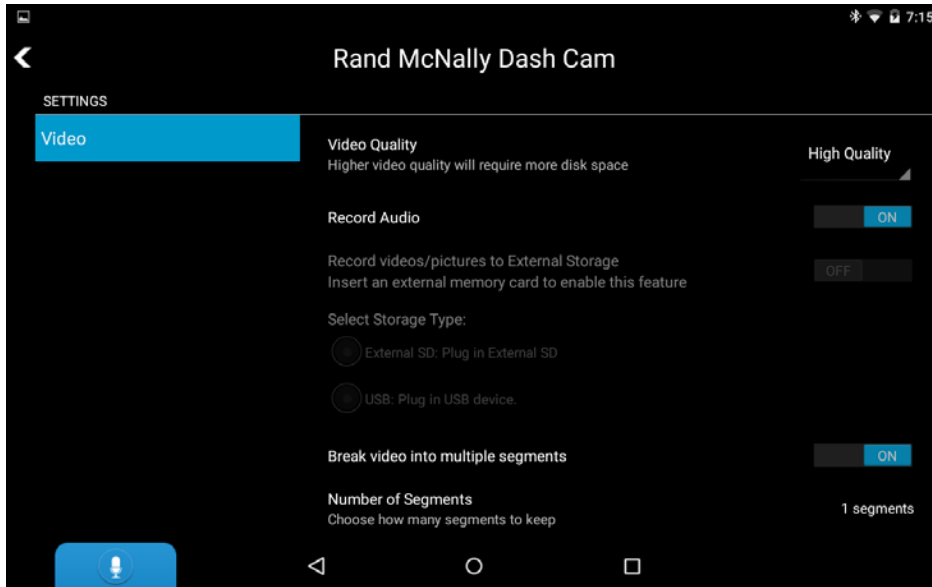 7:15
Rand McNally Dash Cam
SETTINGS
Video
Video Quality
Higher video quality will require more disk space
High Quality
Record Audio
ON
Record videos/pictures to External Storage
Insert an external memory card to enable this feature
OFF
Select Storage Type:
External SD: Plug in External SD
USB: Plug in USB device.
Break video into multiple segments
ON
Number of Segments
Choose how many segments to keep
1 segments